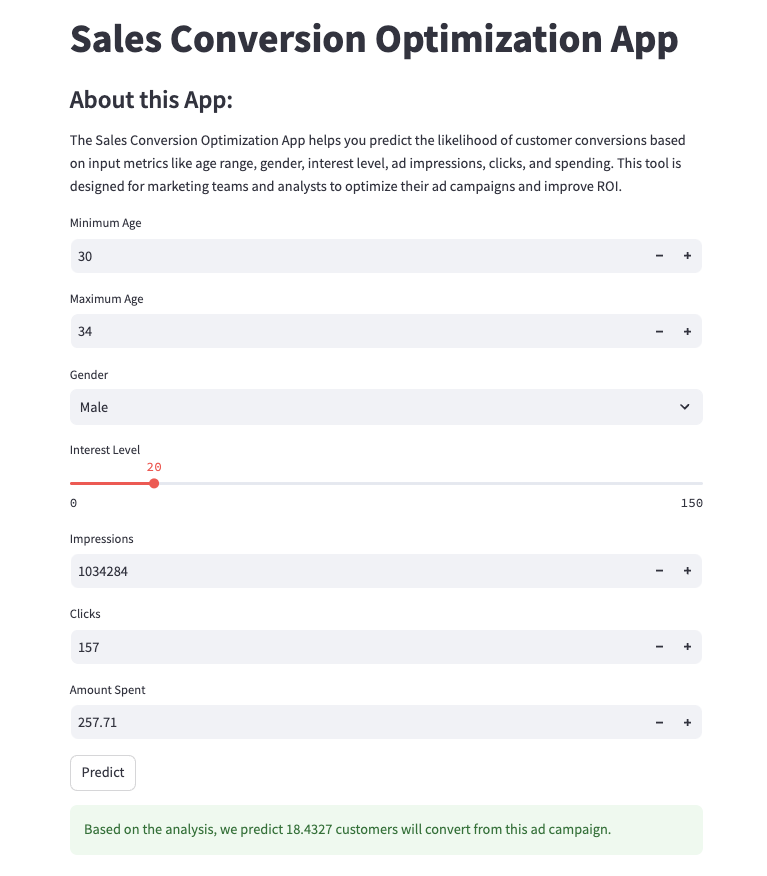 Sales Conversion Optimization App
About this App:
The Sales Conversion Optimization App helps you predict the likelihood of customer conversions based
on input metrics like age range, gender, interest level, ad impressions, clicks, and spending. This tool is
designed for marketing teams and analysts to optimize their ad campaigns and improve ROI.
Minimum Age
30
Maximum Age
34
Gender
Male
Interest Level
20
0 150
Impressions
1034284
Clicks
157
Amount Spent
257.71
Predict
Based on the analysis, we predict 18.4327 customers will convert from this ad campaign.